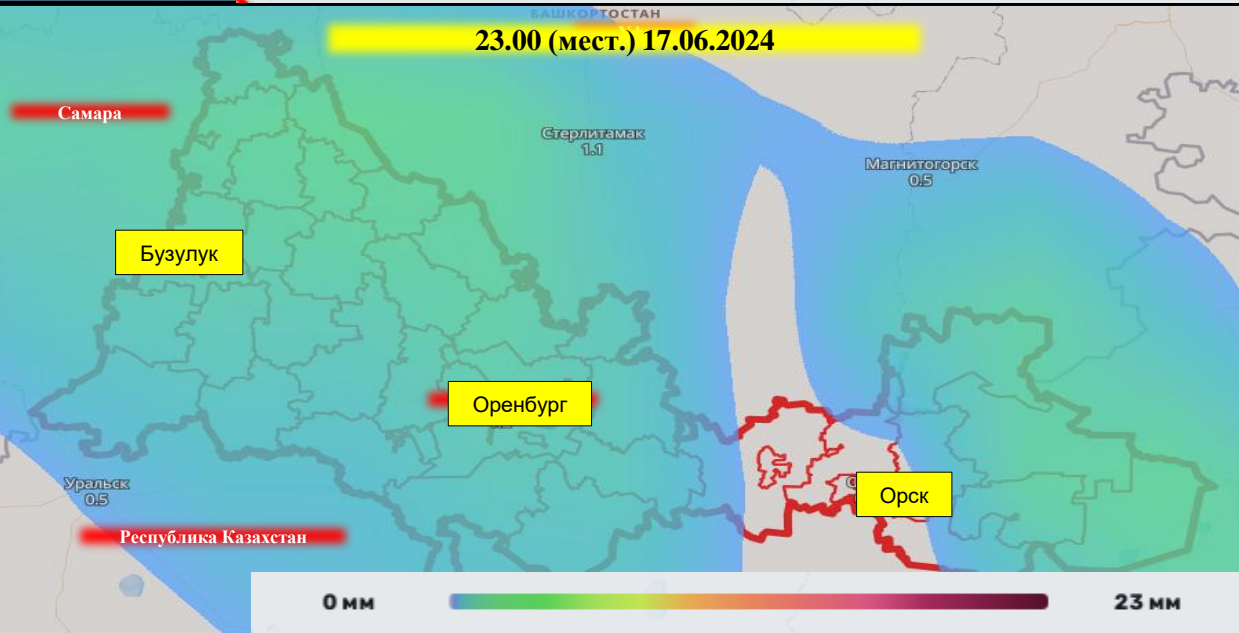 БАШКОРТОСТАН
23.00 (мест.) 17.06.2024
Самара
Стерлитамак
1.1
Магнитогорск
0.5
Бузулук
Оренбург
Уральск
0.5
Орск
Республика Казахстан
0 мм
23 мм